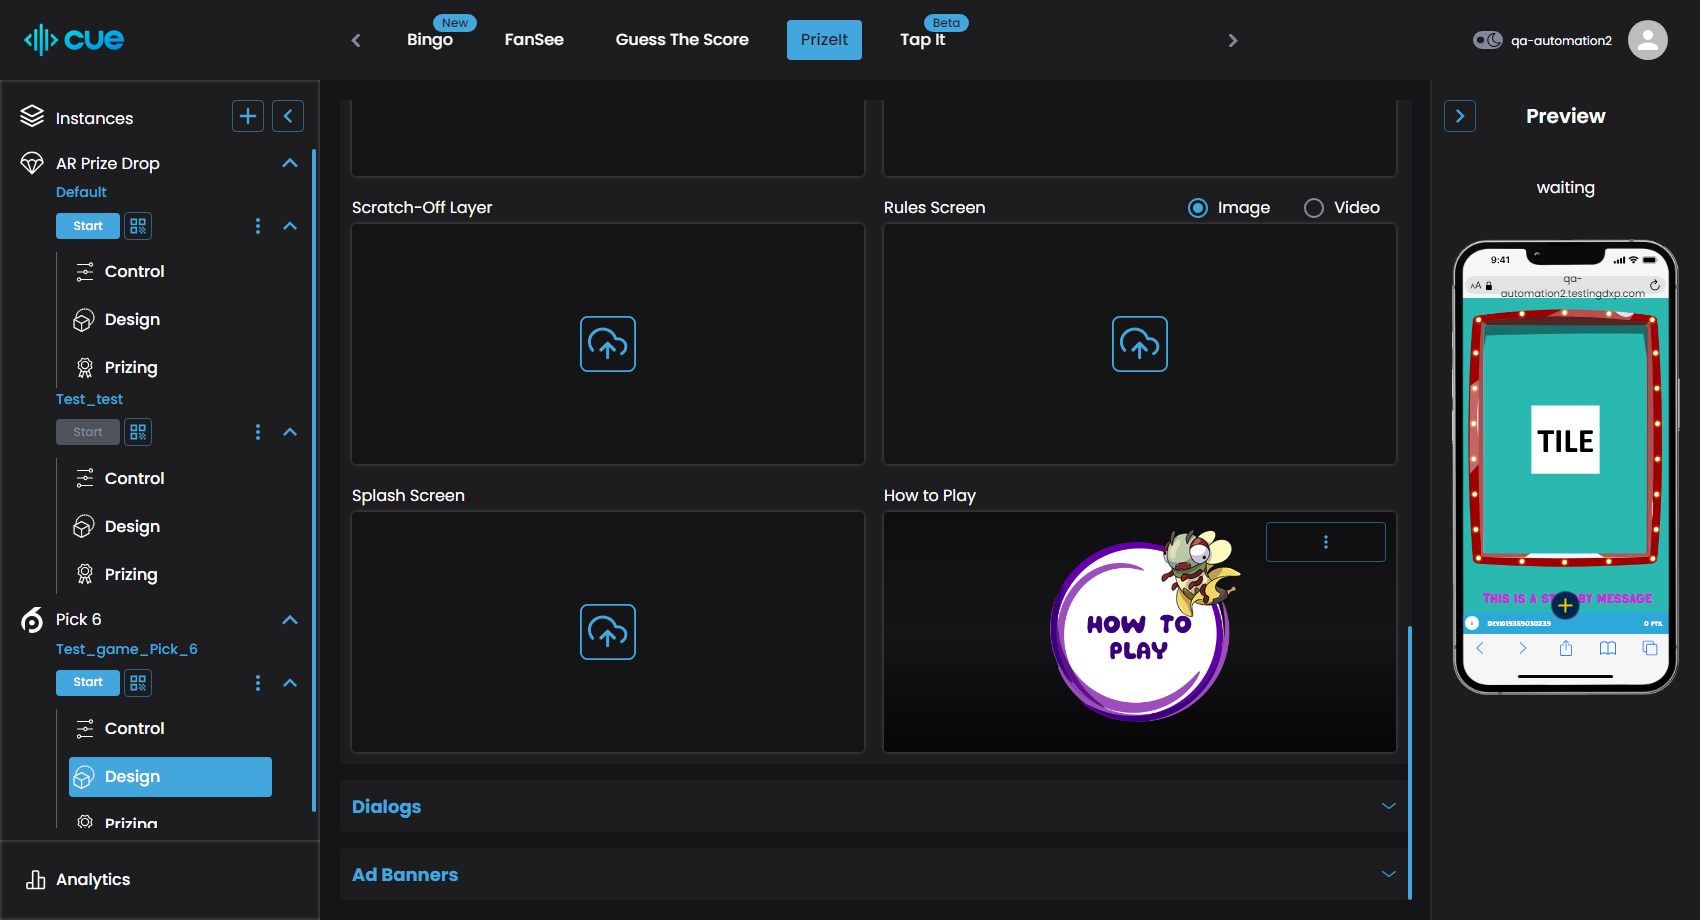 cue
New
Bingo
FanSee
Guess The Score
PrizeIt
Beta
Tap It
qa-automation2
Instances
AR Prize Drop
Default
Start
Control
Design
Prizing
Test_test
Start
Control
Design
Prizing
Pick 6
Test_game_Pick_6
Start
Control
Design
Prizing
Analytics
Scratch-Off Layer
Rules Screen
Image
Video
Splash Screen
How to Play
HOW TO
PLAY
Dialogs
Ad Banners
Preview
waiting
9:41
AA
qa-
automation2.testingdxp.com
TILE
THIS IS A BY MESSAGE
0 PTS.